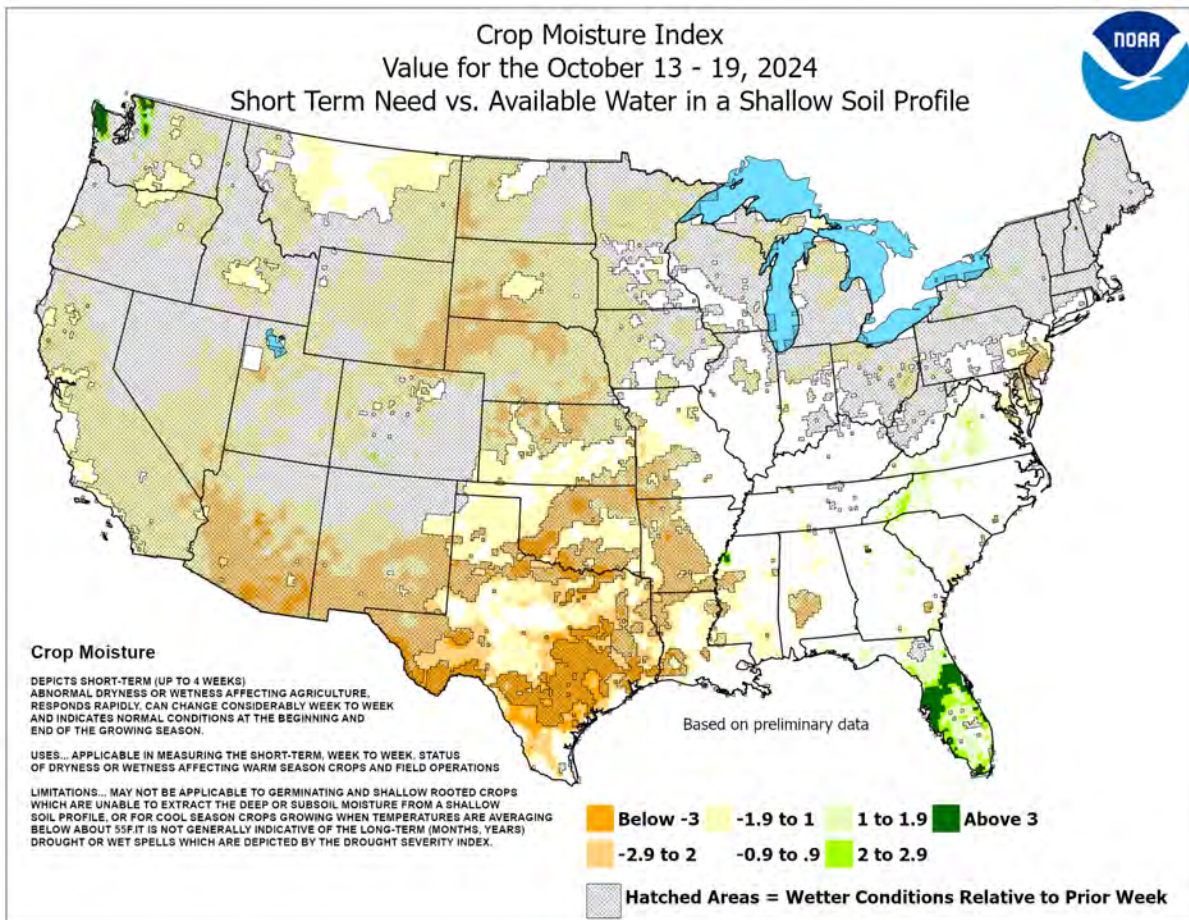 Crop Moisture Index
Value for the October 13 - 19, 2024
Short Term Need vs. Available Water in a Shallow Soil Profile
NOAA
Crop Moisture
DEPICTS SHORT-TERM (UP TO 4 WEEKS)
ABNORMAL DRYNESS OR WETNESS AFFECTING AGRICULTURE,
RESPONDS RAPIDLY, CAN CHANGE CONSIDERABLY WEEK TO WEEK
AND INDICATES NORMAL CONDITIONS AT THE BEGINNING AND
END OF THE GROWING SEASON.
USES... APPLICABLE IN MEASURING THE SHORT-TERM, WEEK TO WEEK, STATUS
OF DRYNESS OR WETNESS AFFECTING WARM SEASON CROPS AND FIELD OPERATIONS
LIMITATIONS... MAY NOT BE APPLICABLE TO GERMINATING AND SHALLOW ROOTED CROPS
WHICH ARE UNABLE TO EXTRACT THE DEEP OR SUBSOIL MOISTURE FROM A SHALLOW
SOIL PROFILE, OR FOR COOL SEASON CROPS GROWING WHEN TEMPERATURES ARE AVERAGING
BELOW ABOUT 55F.IT IS NOT GENERALLY INDICATIVE OF THE LONG-TERM (MONTHS, YEARS)
DROUGHT OR WET SPELLS WHICH ARE DEPICTED BY THE DROUGHT SEVERITY INDEX.
Based on preliminary data
Below -3 -1.9 to 1 1 to 1.9 Above 3
-2.9 to 2 -0.9 to .9 2 to 2.9
Hatched Areas = Wetter Conditions Relative to Prior Week